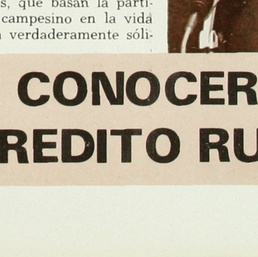 s, que basan la parti-
campesino en la vida
verdaderamente sóli-
CONOCER
REDITO RU